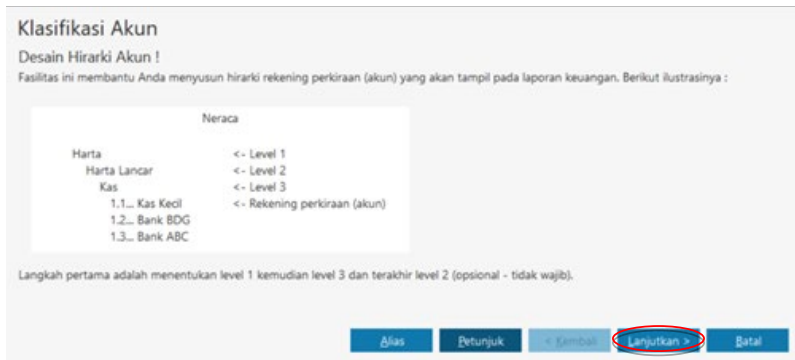 Klasifikasi Akun
Desain Hirarki Akun !
Fasilitas ini membantu Anda menyusun hirarki rekening perkiraan (akun) yang akan tampil pada laporan keuangan. Berikut ilustrasinya :
Neraca
Harta <- Level 1
Harta Lancar <- Level 2
Kas <- Level 3
1.1... Kas Kecil <- Rekening perkiraan (akun)
1.2... Bank BDG
1.3... Bank ABC
Langkah pertama adalah menentukan level 1 kemudian level 3 dan terakhir level 2 (opsional - tidak wajib).
Alias Petunjuk < Kembali Lanjutkan > Batal